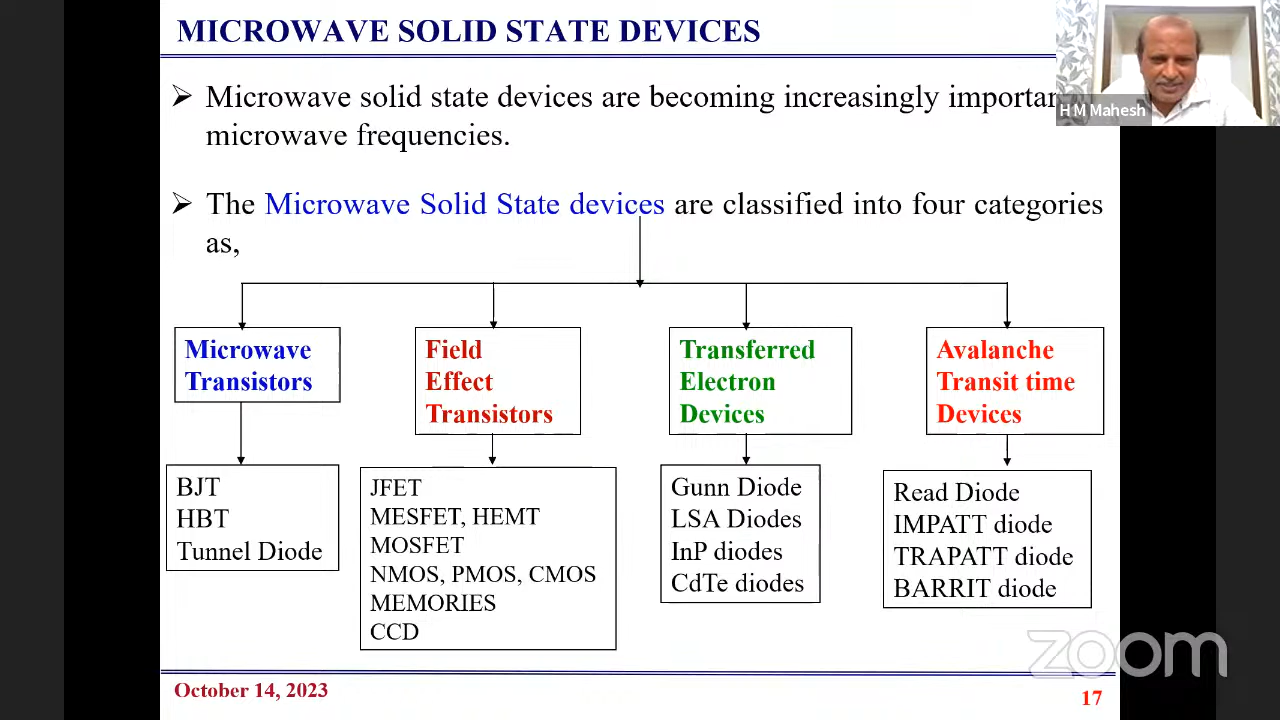 MICROWAVE SOLID STATE DEVICES
H M Mahesh
➢ Microwave solid state devices are becoming increasingly
microwave frequencies.
➢ The Microwave Solid State devices are classified into four categories
as,
Microwave
Transistors
Field
Effect
Transistors
Transferred
Electron
Devices
Avalanche
Transit time
Devices
BJT
HBT
Tunnel Diode
JFET
MESFET, HEMT
MOSFET
NMOS, PMOS, CMOS
MEMORIES
CCD
Gunn Diode
LSA Diodes
InP diodes
CdTe diodes
Read Diode
IMPATT diode
TRAPATT diode
BARRIT diode
zoom
October 14, 2023
17